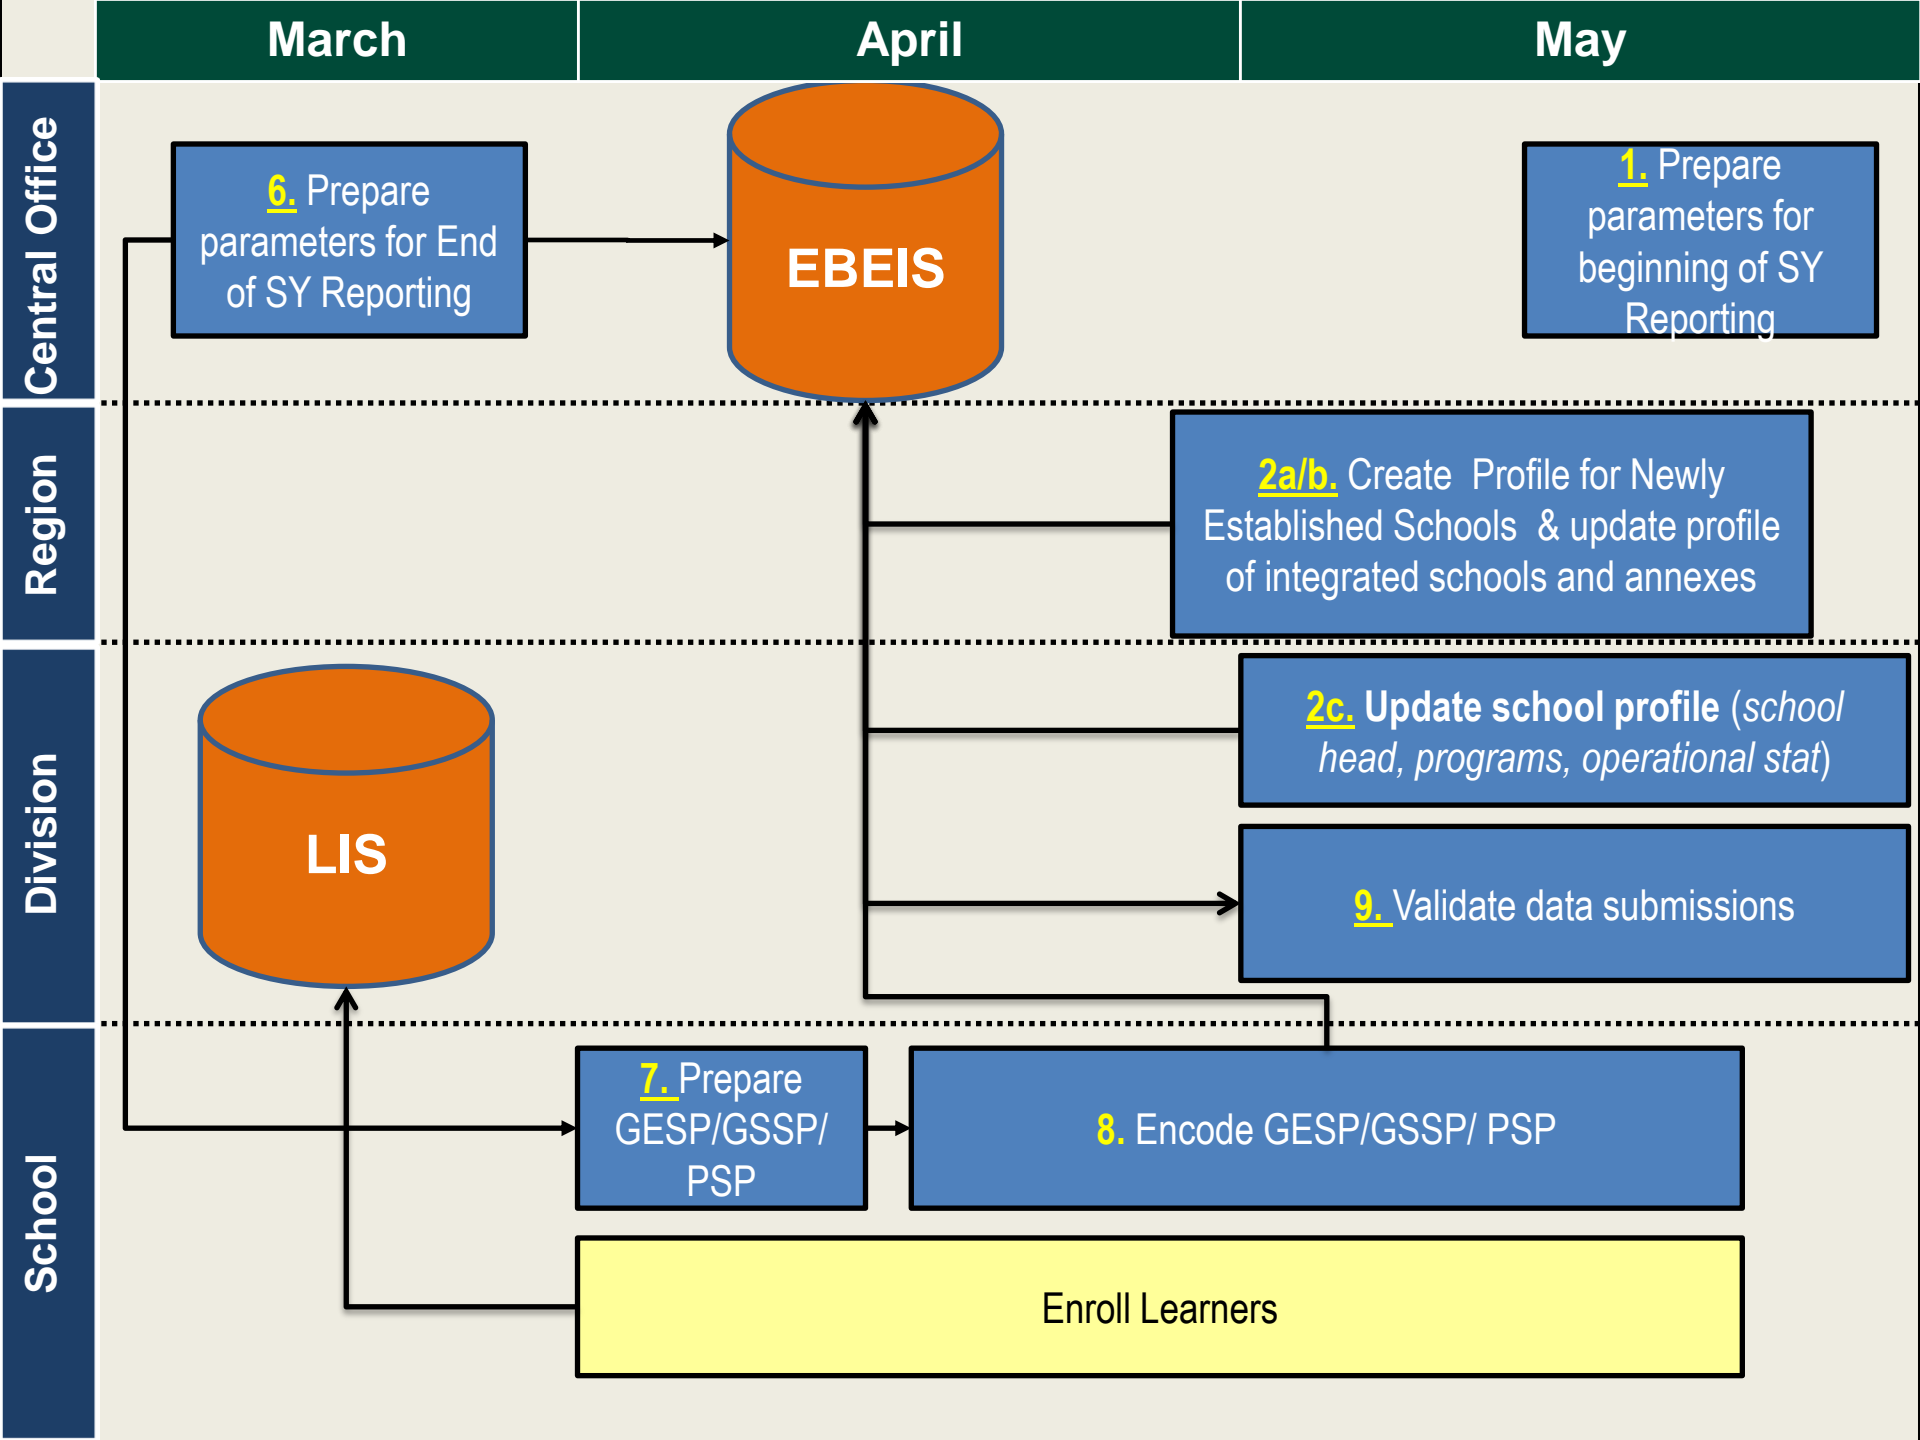 March
April
May
Central Office
6. Prepare
parameters for End
of SY Reporting
EBEIS
1. Prepare
parameters for
beginning of SY
Reporting
Region
2a/b. Create  Profile for Newly
Established Schools  & update profile
of integrated schools and annexes
Division
LIS
2c. Update school profile (school
head, programs, operational stat)
9. Validate data submissions
School
7. Prepare
GESP/GSSP/
PSP
8. Encode GESP/GSSP/ PSP
Enroll Learners